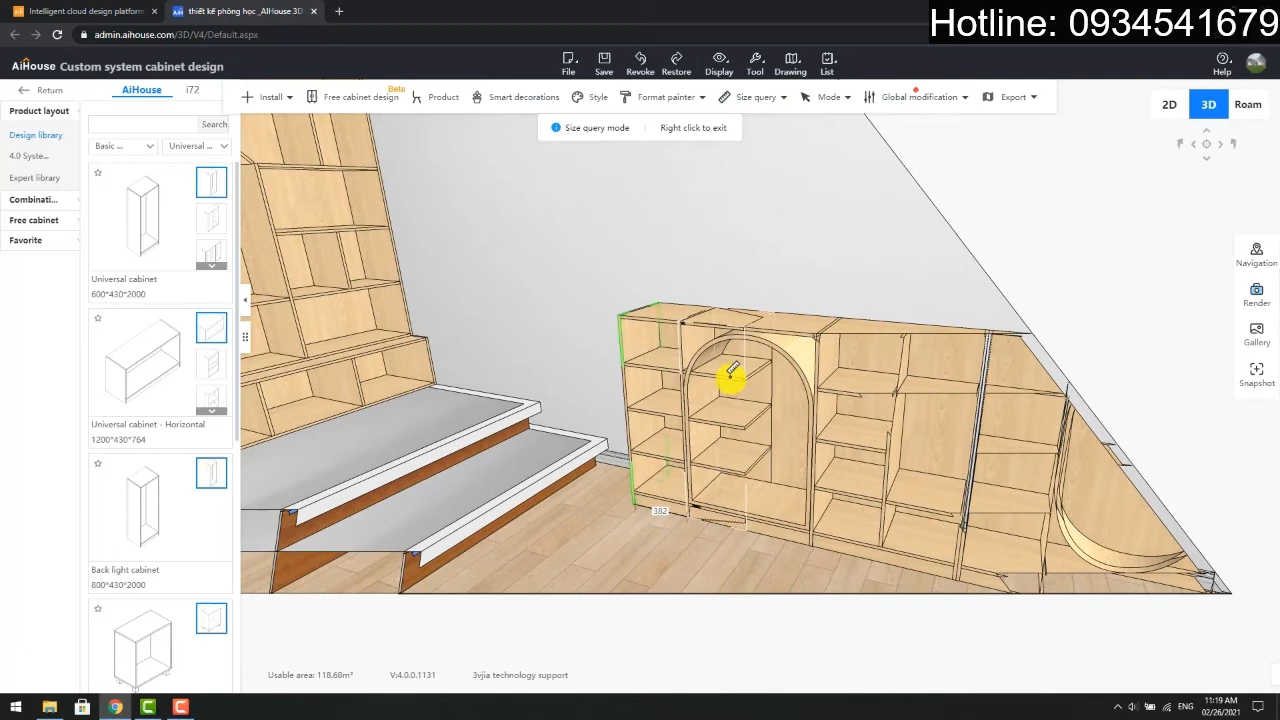 Intelligent cloud design platform
thiết kế phòng học _AiHouse 3D
Hotline: 0934541679
admin.aihouse.com/3D/V4/Default.aspx
AiHouse Custom system cabinet design
File
Save
Revoke
Restore
Display
Tool
Drawing
List
Help
Return
AiHouse
i72
Install
Free cabinet design
Beta
Product
Smart decorations
Style
Format painter
Size query
Mode
Global modification
Export
2D
3D
Roam
Size query mode
Right click to exit
Product layout
Design library
4.0 Syste...
Expert library
Combinati...
Free cabinet
Favorite
Search
Basic ...
Universal ...
Universal cabinet
600*430*2000
Universal cabinet - Horizontal
1200*430*764
Back light cabinet
800*430*2000
Navigation
Render
Gallery
Snapshot
382
Usable area: 118.68m²
V:4.0.0.1131
3vjia technology support
ENG
11:19 AM
02/26/2021